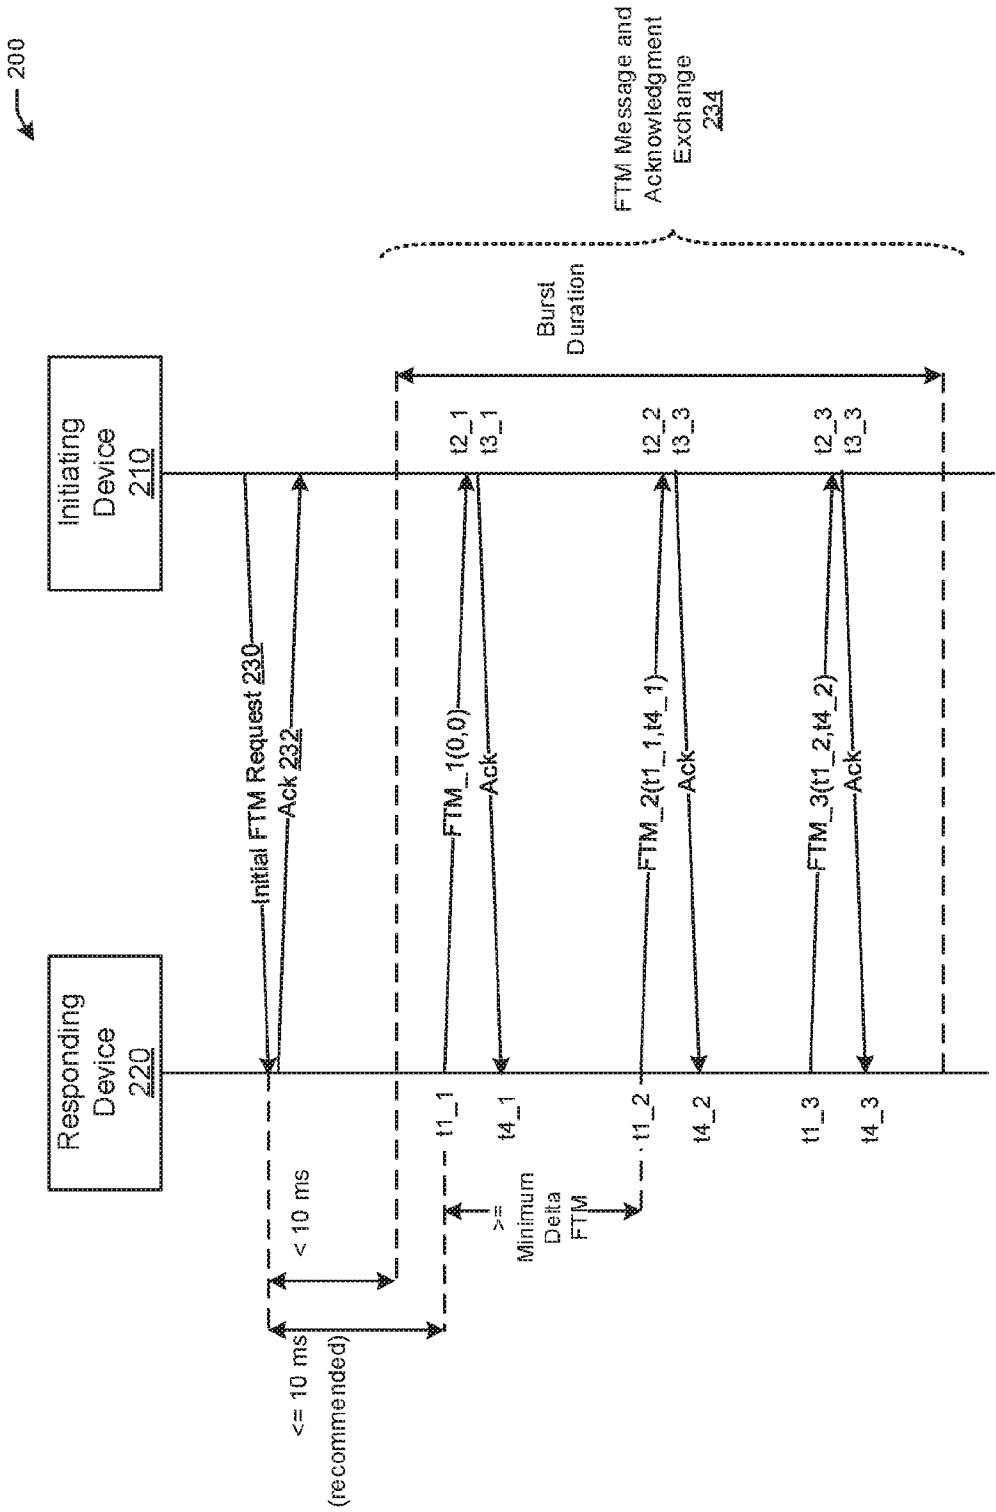 200
Responding
Device
220
Initiating
Device
210
Initial FTM Request 230
Ack 232
< 10 ms
<= 10 ms
(recommended)
t1_1
FTM_1(0,0)
t2_1
t3_1
Ack
t4_1
>=
Minimum
Delta
FTM
Burst
Duration
FTM Message and
Acknowledgment
Exchange
234
t1_2
FTM_2(t1_1,t4_1)
t2_2
t3_3
Ack
t4_2
t1_3
FTM_3(t1_2,t4_2)
t2_3
t3_3
Ack
t4_3